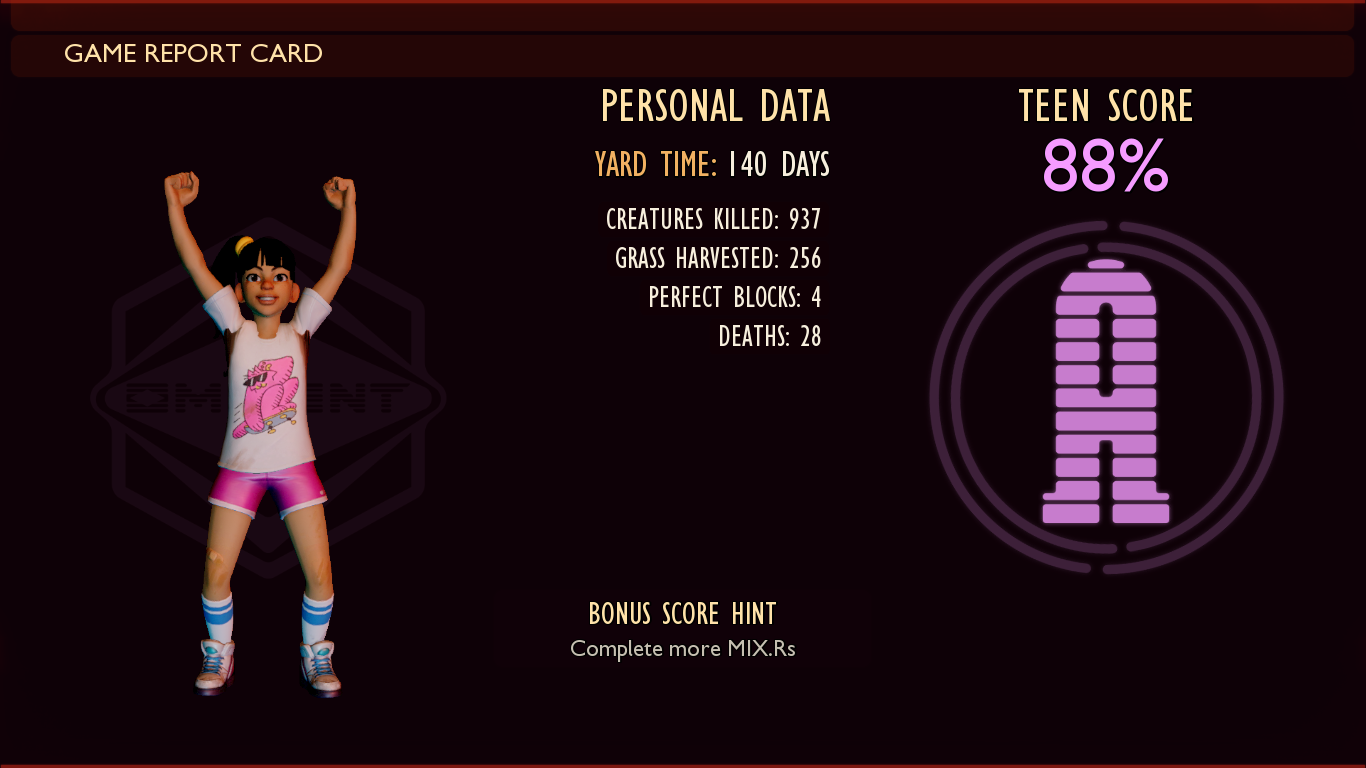 GAME REPORT CARD
PERSONAL DATA
YARD TIME: 140 DAYS
CREATURES KILLED: 937
GRASS HARVESTED: 256
PERFECT BLOCKS: 4
DEATHS: 28
BONUS SCORE HINT
Complete more MIX.Rs
TEEN SCORE
88%